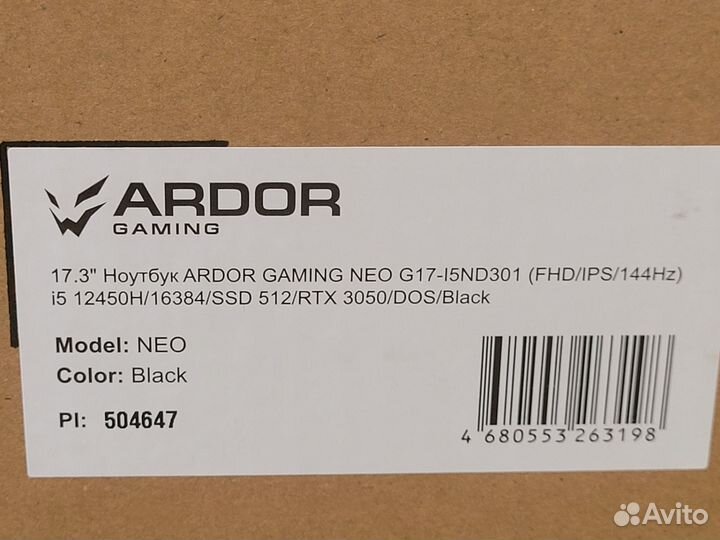 ARDOR
GAMING
17.3" Ноутбук ARDOR GAMING NEO G17-I5ND301 (FHD/IPS/144Hz)
i5 12450H/16384/SSD 512/RTX 3050/DOS/Black
Model: NEO
Color: Black
PI: 504647
4 680553 263198
Avito